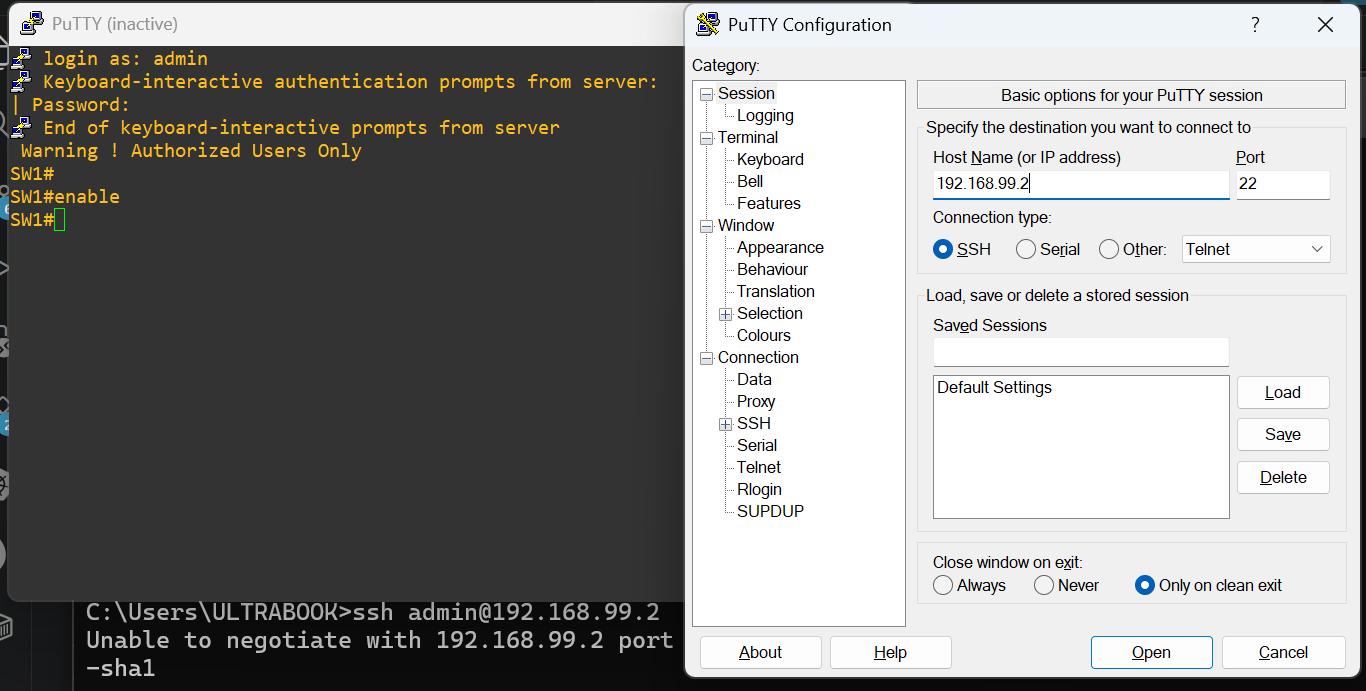 PuTTY (inactive)
login as: admin
Keyboard-interactive authentication prompts from server:
| Password:
End of keyboard-interactive prompts from server
Warning ! Authorized Users Only
SW1#
SW1#enable
SW1#
C:\Users\ULTRABOOK>ssh admin@192.168.99.2
Unable to negotiate with 192.168.99.2 port
-sha1
PuTTY Configuration
?
Category:
Session
Logging
Terminal
Keyboard
Bell
Features
Window
Appearance
Behaviour
Translation
Selection
Colours
Connection
Data
Proxy
SSH
Serial
Telnet
Rlogin
SUPDUP
Basic options for your PuTTY session
Specify the destination you want to connect to
Host Name (or IP address) Port
192.168.99.2 22
Connection type:
SSH Serial Other: Telnet
Load, save or delete a stored session
Saved Sessions
Default Settings
Load
Save
Delete
Close window on exit:
Always Never Only on clean exit
About Help Open Cancel